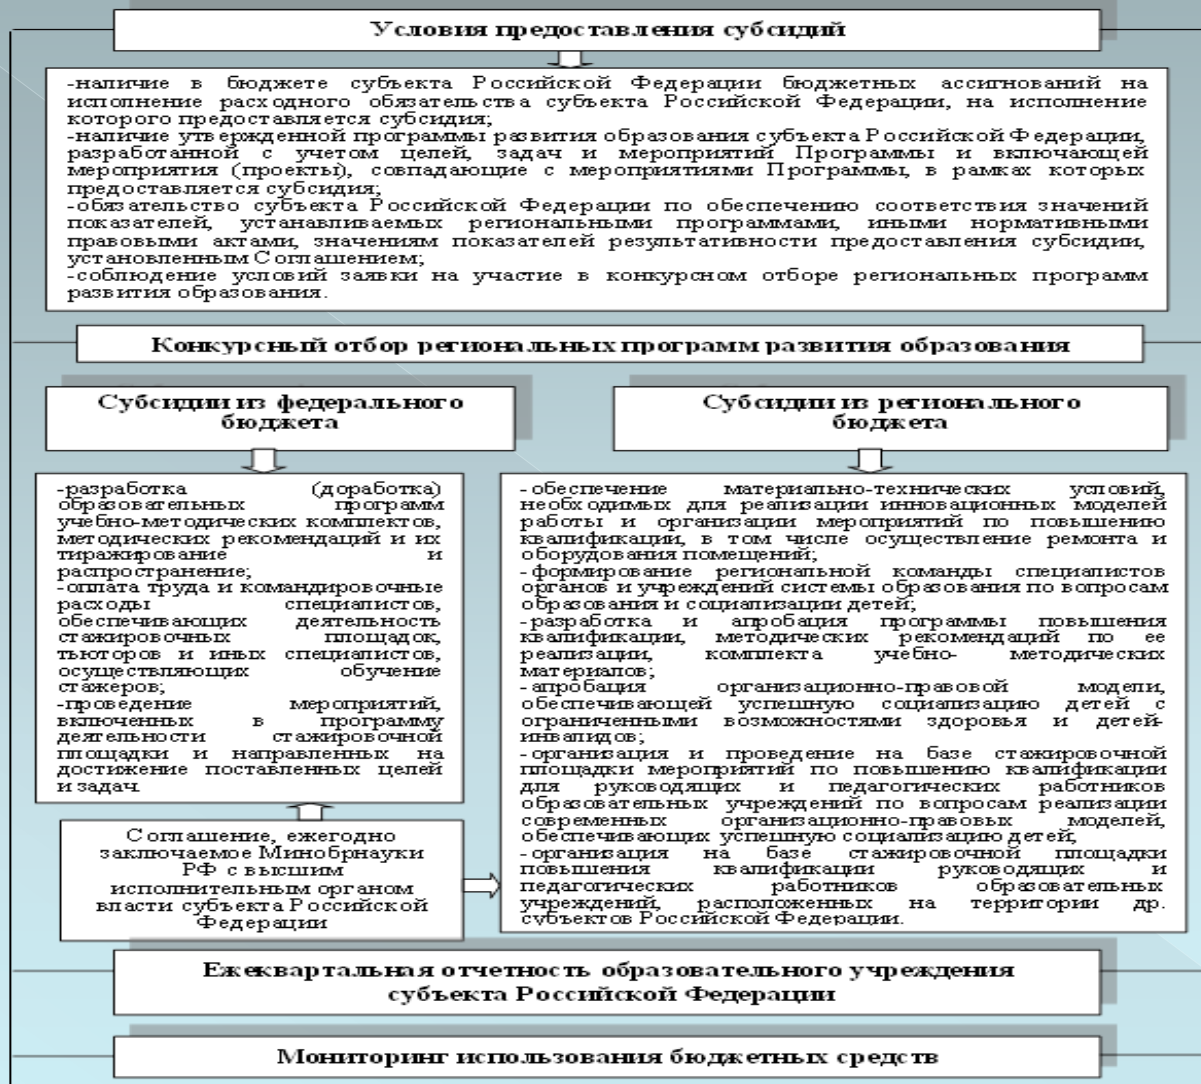 Условия предоставления субсидий
-наличие в бюджете субъекта Российской Федерации бюджетных ассигнований на
исполнение расходного обязательства субъекта Российской Федерации, на исполнение
которого предоставляется субсидия;
-наличие утвержденной программы развития образования субъекта Российской Федерации,
разработанной с учетом целей, задач и мероприятий Программы и включающей
мероприятия (проекты), совпадающие с мероприятиями Программы, в рамках которых
предоставляется субсидия;
-обязательство субъекта Российской Федерации по обеспечению соответствия значений
показателей, устанавливаемых региональными программами, иными нормативными
правовыми актами, значениям показателей результативности предоставления субсидии,
установленным Соглашением;
-соблюдение условий заявки на участие в конкурсном отборе региональных программ
развития образования.
Конкурсный отбор региональных программ развития образования
Субсидии из федерального
бюджета
-разработка (доработка)
образовательных программ
учебно-методических комплектов,
методических рекомендаций и их
тиражирование и
распространение;
-оплата труда и командировочные
расходы специалистов,
обеспечивающих деятельность
стажировочных площадок,
тьюторов и иных специалистов,
осуществляющих обучение
стажеров;
-проведение мероприятий,
включенных в программу
деятельности стажировочной
площадки и направленных на
достижение поставленных целей
и задач.
Соглашение, ежегодно
заключаемое Минобрнауки
РФ с высшим
исполнительным органом
власти субъекта Российской
Федерации
Субсидии из регионального
бюджета
-обеспечение материально-технических условий,
необходимых для реализации инновационных моделей
работы и организации мероприятий по повышению
квалификации, в том числе осуществление ремонта и
оборудования помещений;
-формирование региональной команды специалистов
органов и учреждений системы образования по вопросам
образования и социализации детей;
-разработка и апробация программы повышения
квалификации, методических рекомендаций по ее
реализации, комплекта учебно- методических
материалов;
-апробация организационно-правовой модели,
обеспечивающей успешную социализацию детей с
ограниченными возможностями здоровья и детей-
инвалидов;
-организация и проведение на базе стажировочной
площадки мероприятий по повышению квалификации
для руководящих и педагогических работников
образовательных учреждений по вопросам реализации
современных организационно-правовых моделей,
обеспечивающих успешную социализацию детей;
-организация на базе стажировочной площадки
повышения квалификации руководящих и
педагогических работников образовательных
учреждений, расположенных на территории др.
субъектов Российской Федерации.
Ежеквартальная отчетность образовательного учреждения
субъекта Российской Федерации
Мониторинг использования бюджетных средств